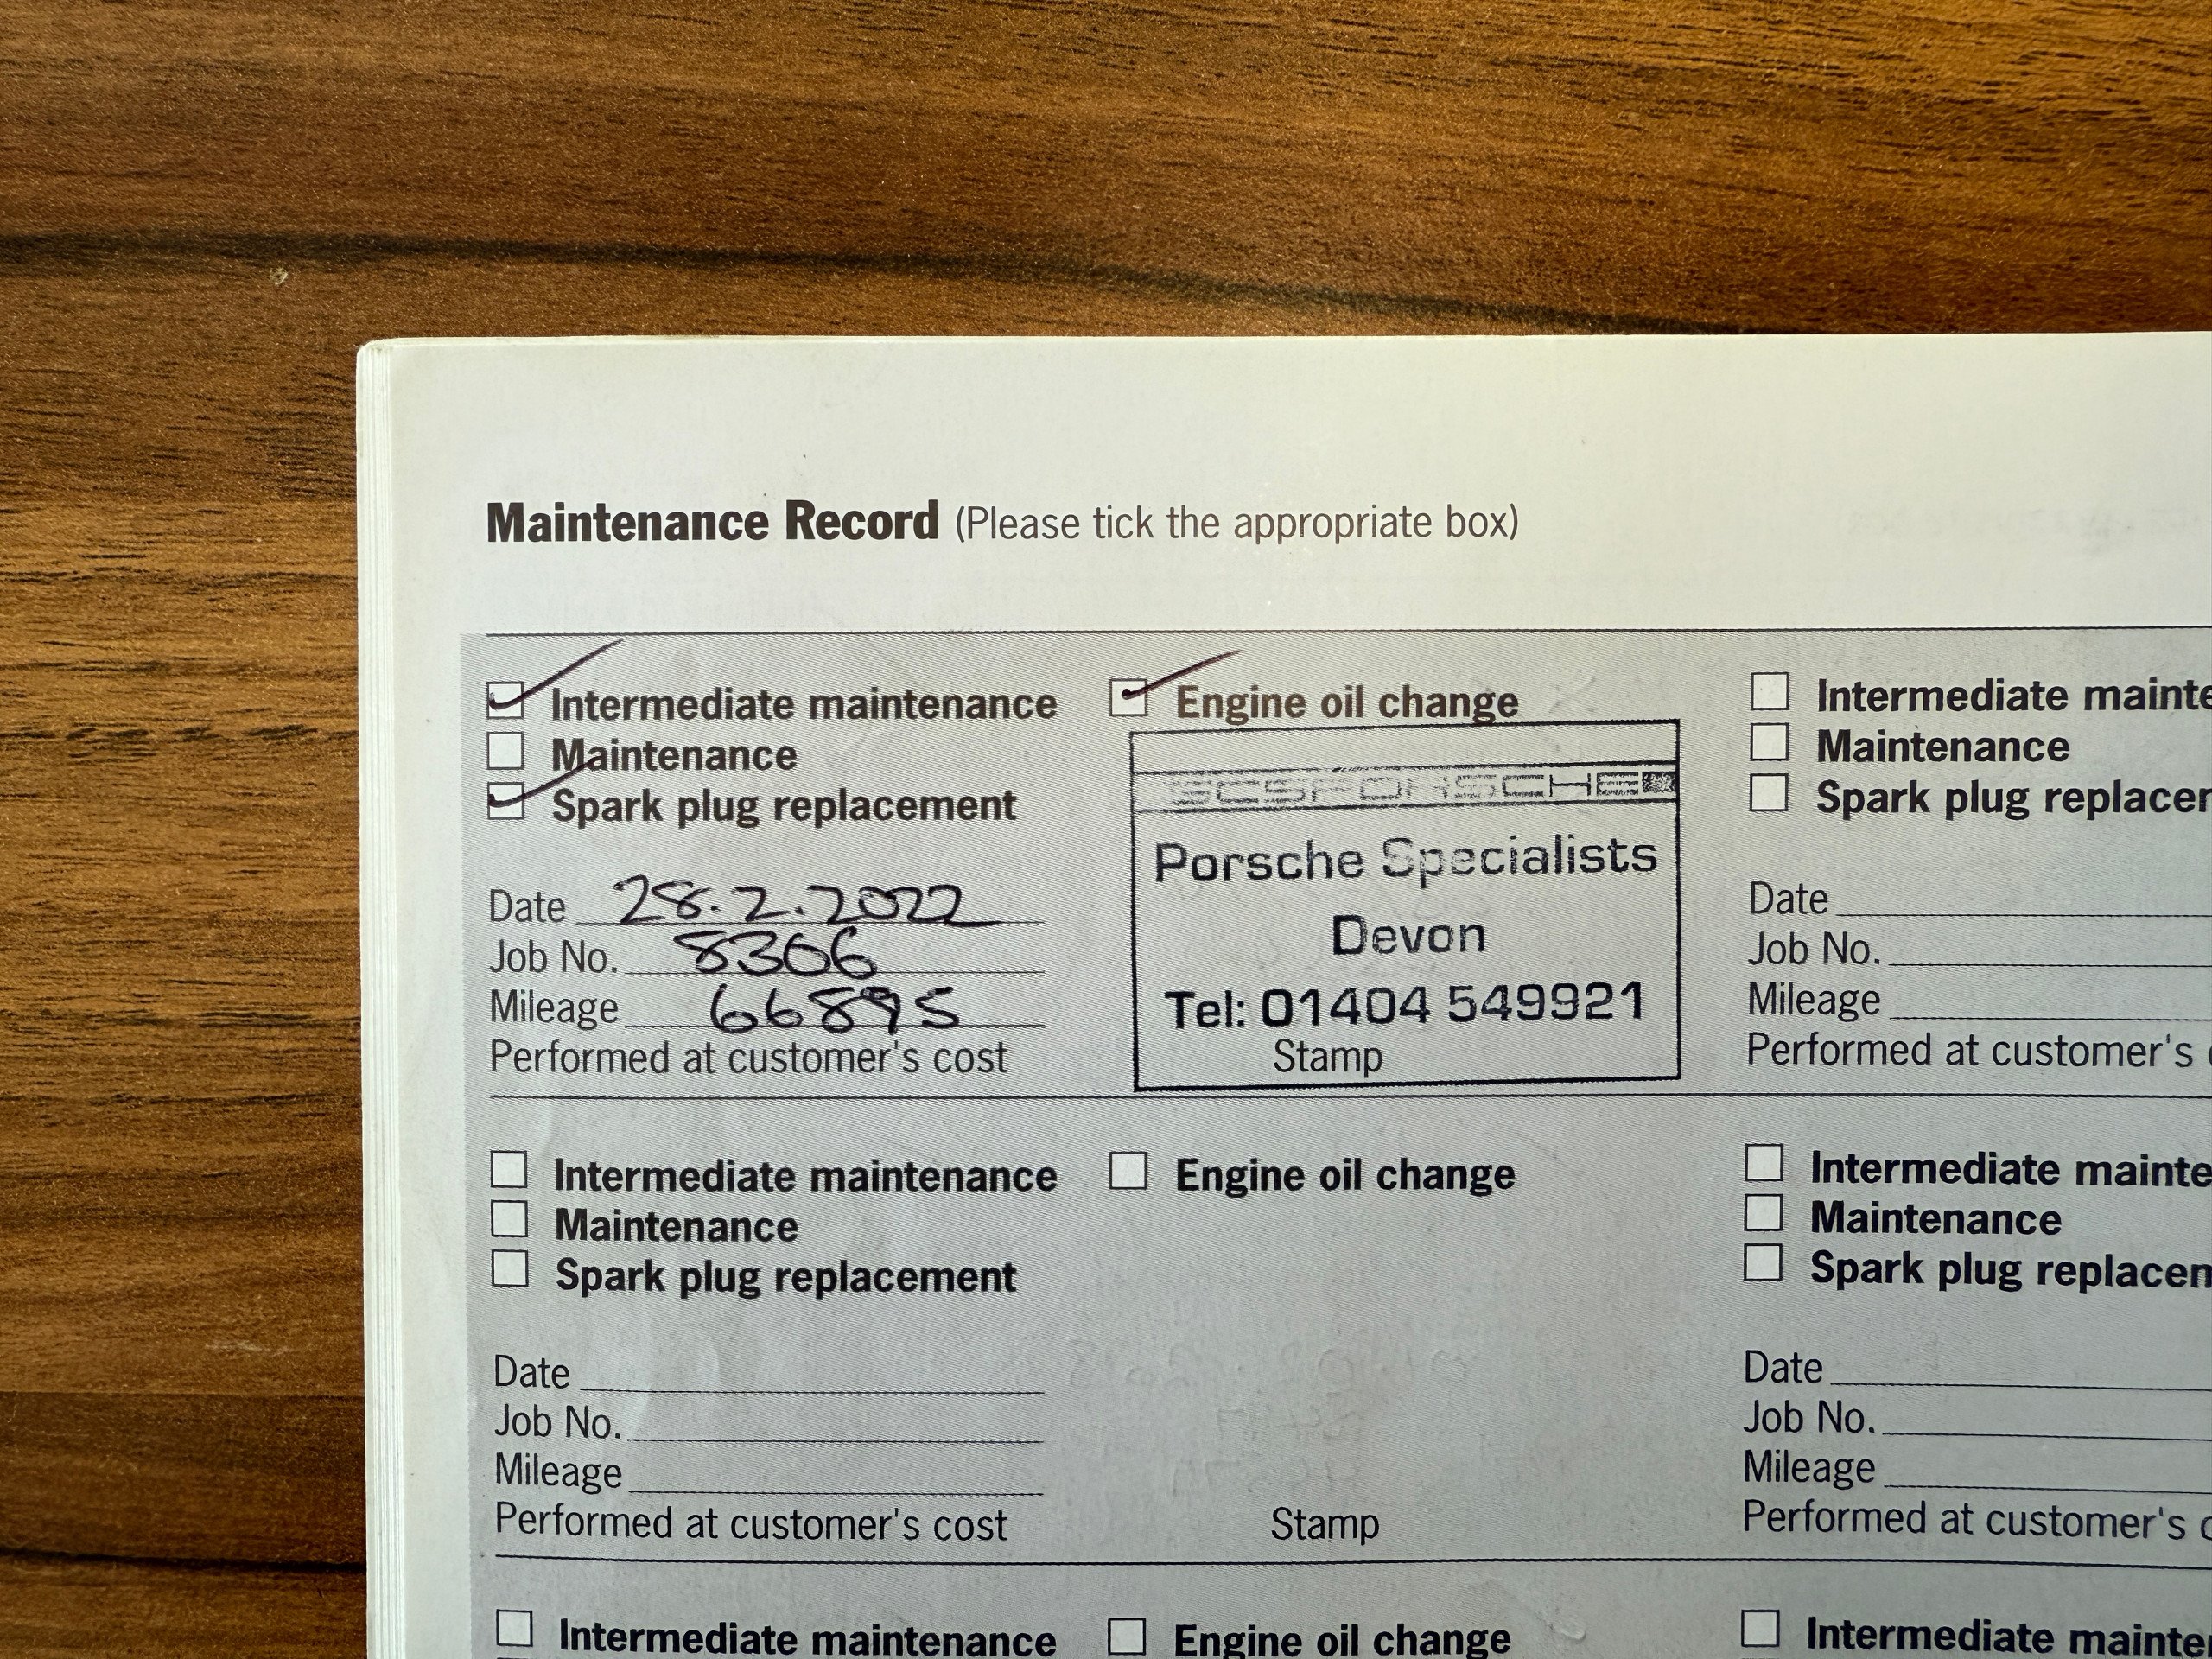 Maintenance Record (Please tick the appropriate box)
Intermediate maintenance
Engine oil change
Maintenance
Spark plug replacement
SCSPORSCHE
Porsche Specialists
Devon
Tel: 01404 549921
Stamp
Date 28.2.2022
Job No. 8306
Mileage 66895
Performed at customer's cost
Intermediate mainte
Maintenance
Spark plug replacer
Date
Job No.
Mileage
Performed at customer's
Intermediate maintenance
Engine oil change
Maintenance
Spark plug replacement
Date
Job No.
Mileage
Performed at customer's cost
Stamp
Intermediate mainte
Maintenance
Spark plug replacem
Date
Job No.
Mileage
Performed at customer's c
Intermediate maintenance
Engine oil change
Intermediate mainte